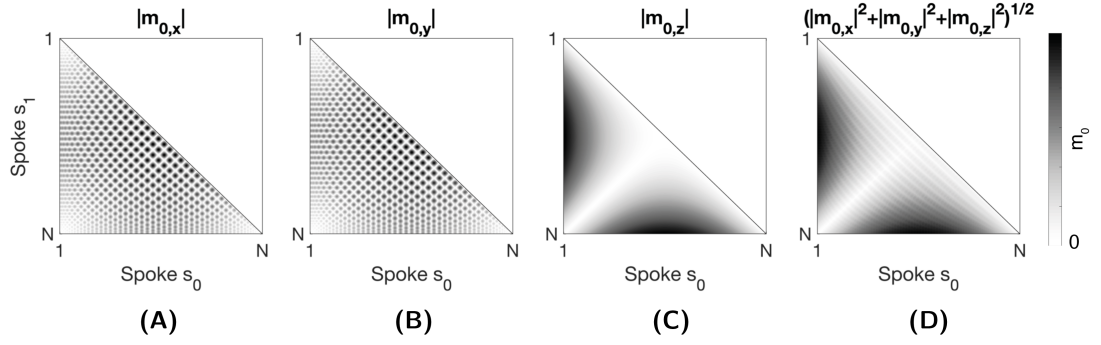 |m0,x|
|m0,y|
|m0,z|
(|m0,x|²+|m0,y|²+|m0,z|²)^1/2
1
1
1
1
Spoke s1
m0
0
N
N
N
N
1
N
1
N
1
N
1
N
Spoke s0
Spoke s0
Spoke s0
Spoke s0
(A)
(B)
(C)
(D)